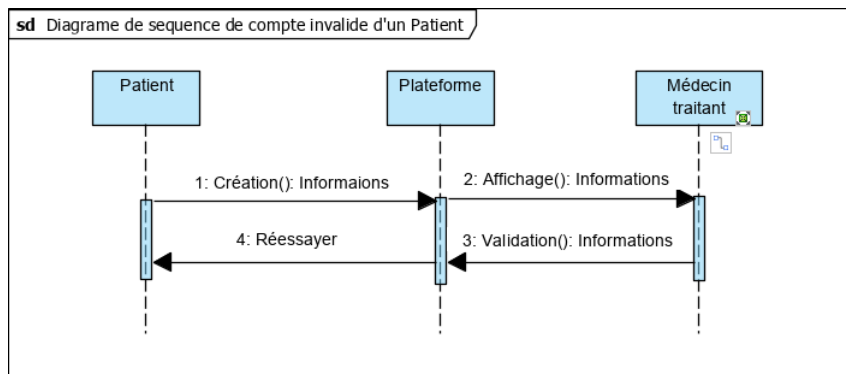 sd Diagrame de sequence de compte invalide d'un Patient
Patient
Plateforme
Médecin
traitant
1: Création(): Informaions
2: Affichage(): Informations
4: Réessayer
3: Validation(): Informations